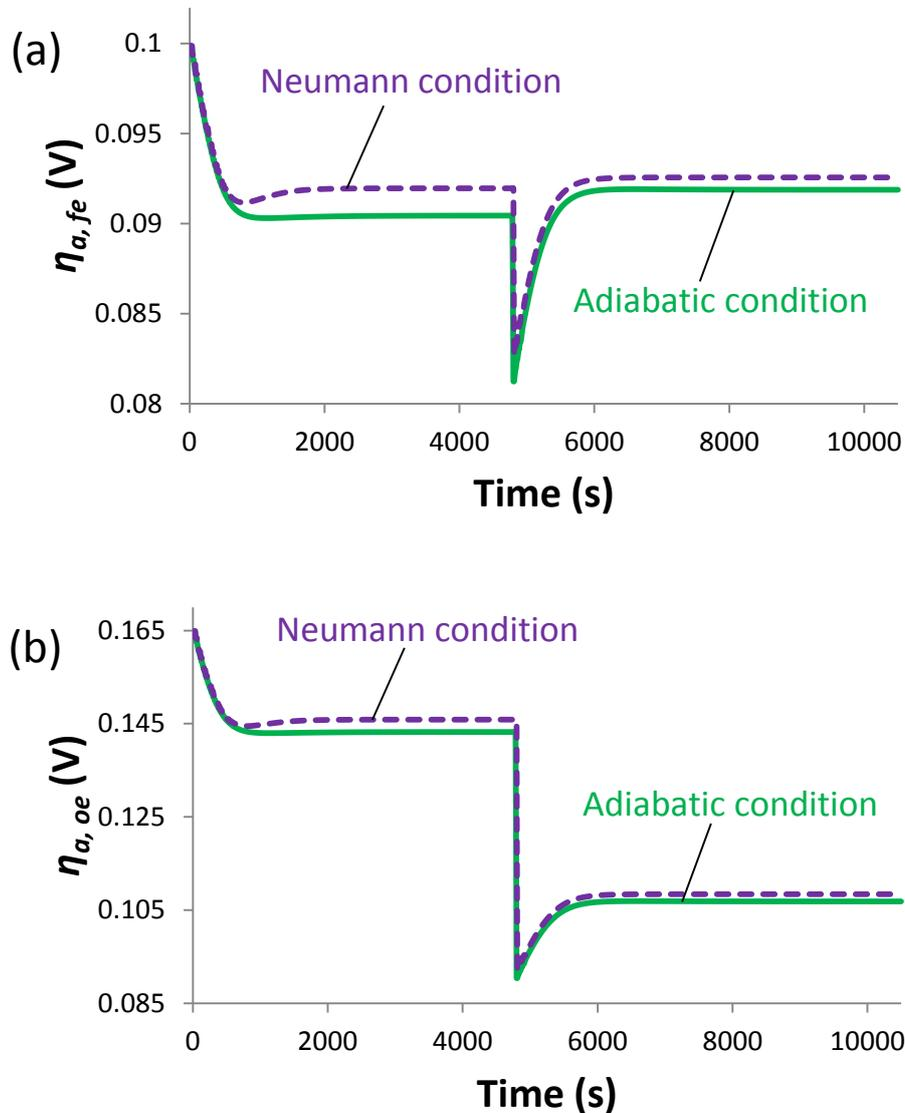 (a)
0.1
0.095
0.09
0.085
0.08
ηa,fe (V)
Neumann condition
Adiabatic condition
0 2000 4000 6000 8000 10000
Time (s)
(b)
0.165
0.145
0.125
0.105
0.085
ηa, oe (V)
Neumann condition
Adiabatic condition
0 2000 4000 6000 8000 10000
Time (s)